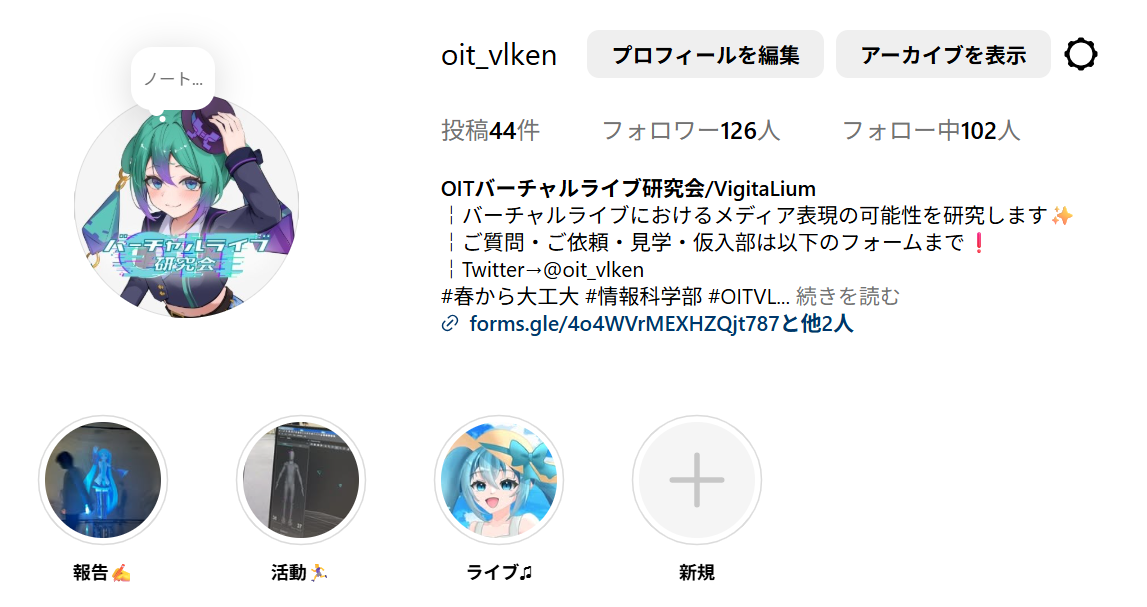 ノート...
oit_vlken プロフィールを編集 アーカイブを表示
投稿44件 フォロワー126人 フォロー中102人
OITバーチャルライブ研究会/VigitaLium
¦バーチャルライブにおけるメディア表現の可能性を研究します✨
¦ご質問・ご依頼・見学・仮入部は以下のフォームまで❗
¦Twitter→@oit_vlken
#春から大工大 #情報科学部 #OITVL... 続きを読む
forms.gle/4o4WVrMEXHZQjt787と他2人
バーチャルライブ
研究会
報告✍ 活動🏃‍♀️ ライブ♫ 新規